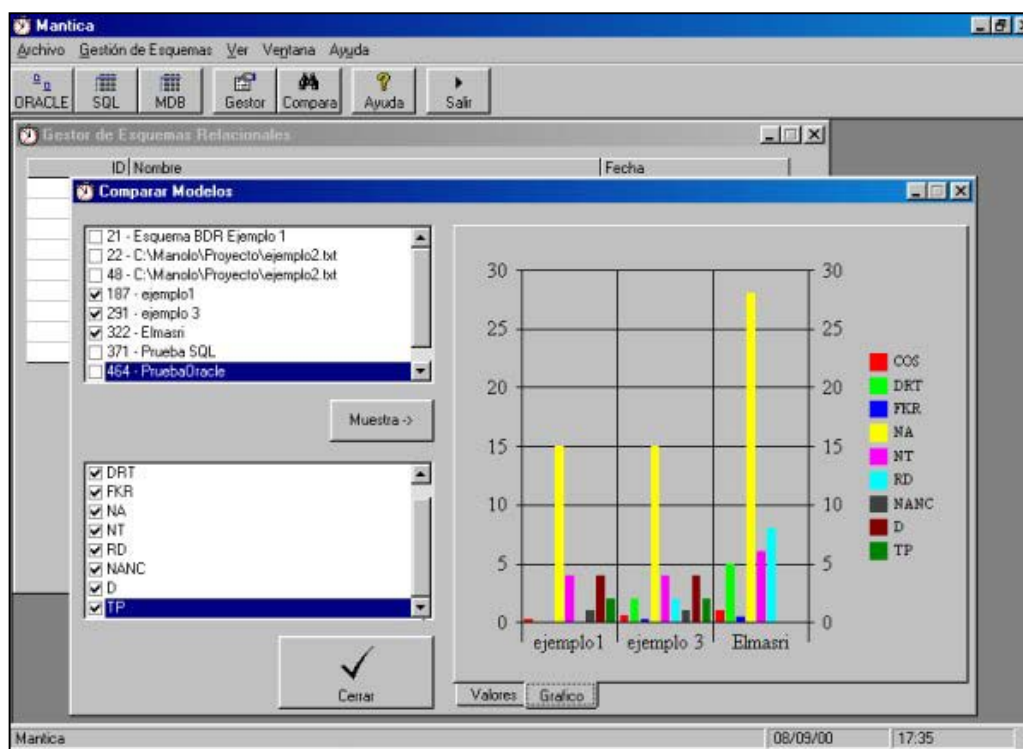 Mantica
Archivo Gestión de Esquemas Ver Ventana Ayuda
ORACLE SQL MDB Gestor Compara Ayuda Salir
Gestor de Esquemas Relacionales
ID Nombre Fecha
Comparar Modelos
21 - Esquema BDR Ejemplo 1
22 - C:\Manolo\Proyecto\ejemplo2.txt
48 - C:\Manolo\Proyecto\ejemplo2.txt
187 - ejemplo1
291 - ejemplo 3
322 - Elmasri
371 - Prueba SQL
464 - PruebaOracle
Muestra ->
DRT
FKR
NA
NT
RD
NANC
D
TP
Cerrar
30 30
25 25
20 20
15 15
10 10
5 5
0 0
ejemplo1 ejemplo 3 Elmasri
COS
DRT
FKR
NA
NT
RD
NANC
D
TP
Valores Grafico
Mantica 08/09/00 17:35